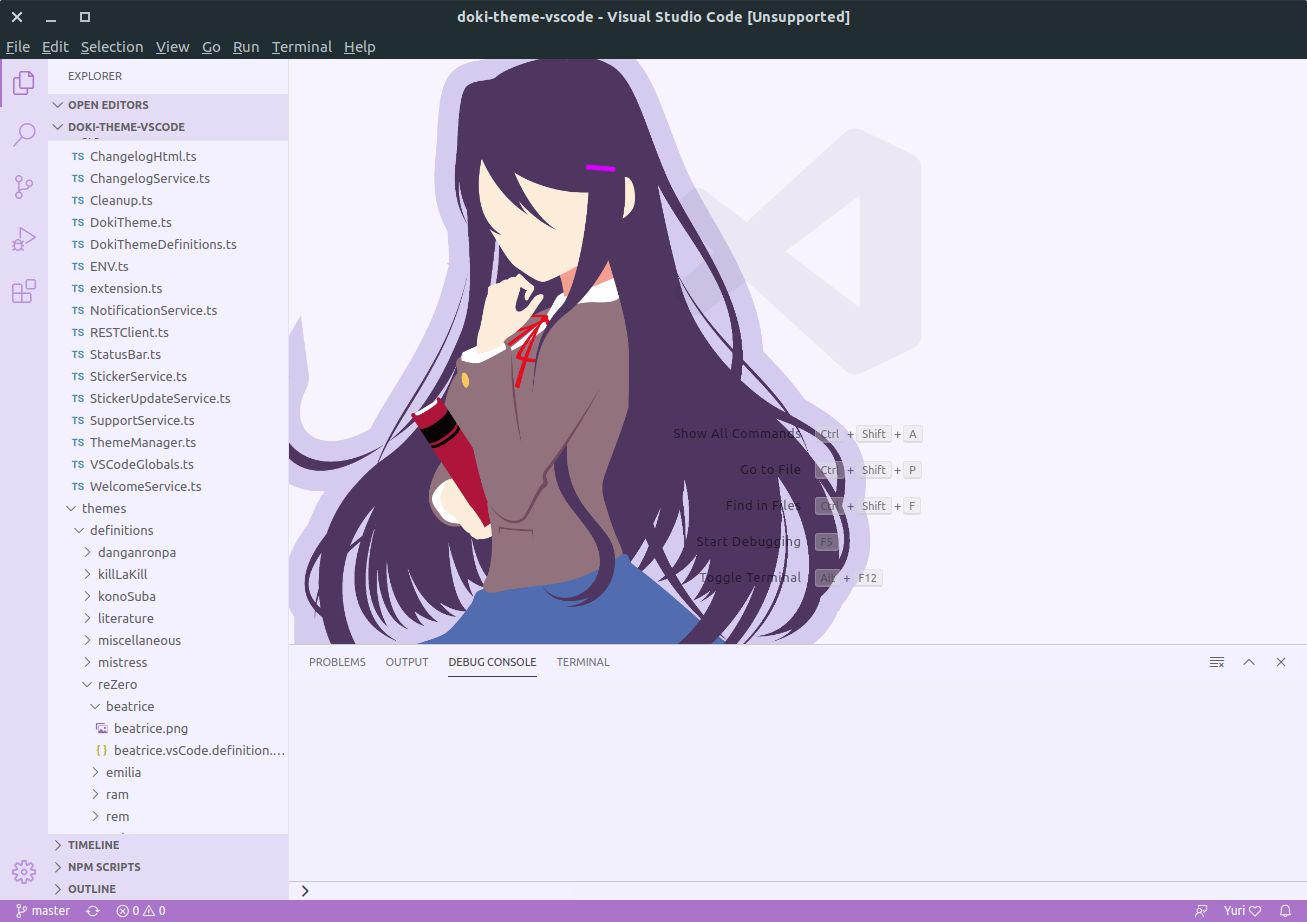 doki-theme-vscode - Visual Studio Code [Unsupported]
File Edit Selection View Go Run Terminal Help
EXPLORER
OPEN EDITORS
DOKI-THEME-VSCODE
TS ChangelogHtml.ts
TS ChangelogService.ts
TS Cleanup.ts
TS DokiTheme.ts
TS DokiThemeDefinitions.ts
TS ENV.ts
TS extension.ts
TS NotificationService.ts
TS RESTClient.ts
TS StatusBar.ts
TS StickerService.ts
TS StickerUpdateService.ts
TS SupportService.ts
TS ThemeManager.ts
TS VSCodeGlobals.ts
TS WelcomeService.ts
themes
definitions
danganronpa
killLaKill
konoSuba
literature
miscellaneous
mistress
reZero
beatrice
beatrice.png
{ } beatrice.vsCode.definition....
emilia
ram
rem
TIMELINE
NPM SCRIPTS
OUTLINE
Show All Commands Ctrl + Shift + A
Go to File Ctrl + Shift + P
Find in Files Ctrl + Shift + F
Start Debugging F5
Toggle Terminal Alt + F12
PROBLEMS OUTPUT DEBUG CONSOLE TERMINAL
master 0 0 Yuri♡